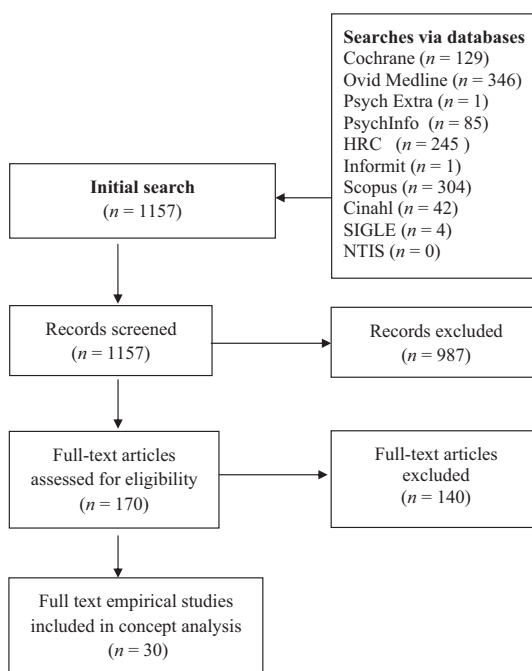 Searches via databases
Cochrane (n = 129)
Ovid Medline (n = 346)
Psych Extra (n = 1)
PsychInfo (n = 85)
HRC (n = 245 )
Informit (n = 1)
Scopus (n = 304)
Cinahl (n = 42)
SIGLE (n = 4)
NTIS (n = 0)
Initial search
(n = 1157)
Records screened
(n = 1157)
Records excluded
(n = 987)
Full-text articles
assessed for eligibility
(n = 170)
Full-text articles
excluded
(n = 140)
Full text empirical studies
included in concept analysis
(n = 30)